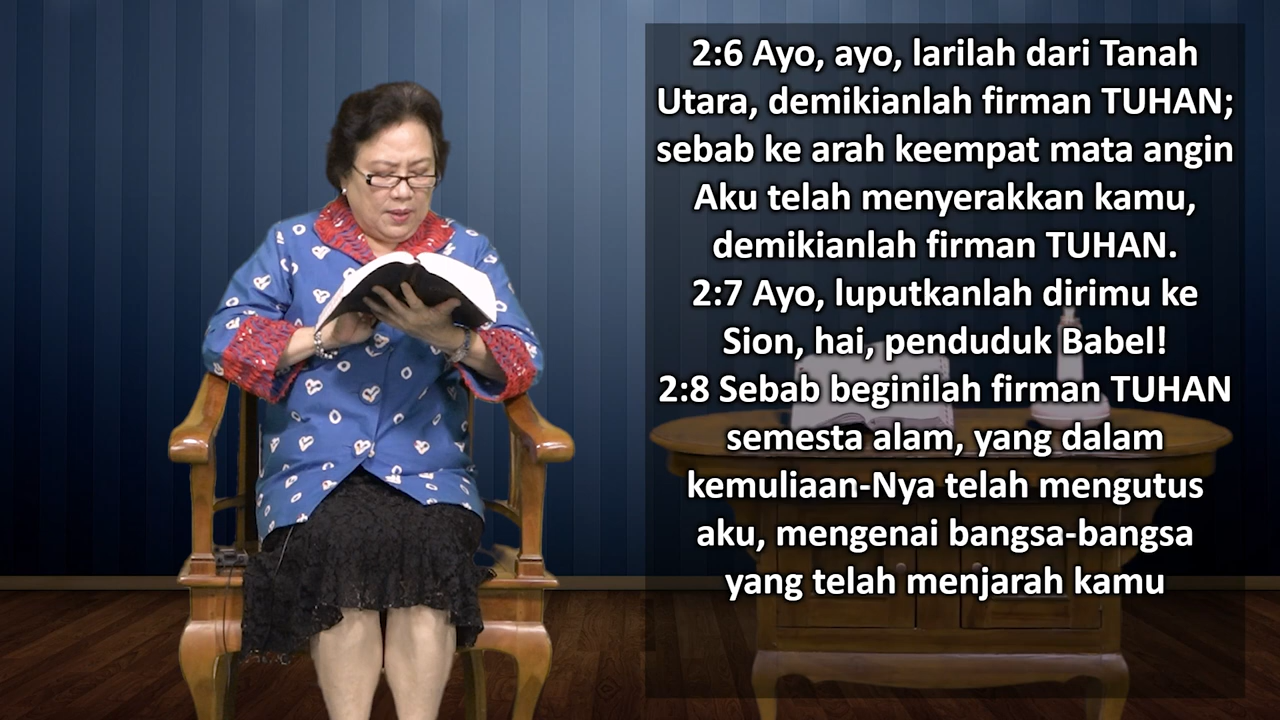 2:6 Ayo, ayo, larilah dari Tanah
Utara, demikianlah firman TUHAN;
sebab ke arah keempat mata angin
Aku telah menyerakkan kamu,
demikianlah firman TUHAN.
2:7 Ayo, luputkanlah dirimu ke
Sion, hai, penduduk Babel!
2:8 Sebab beginilah firman TUHAN
semesta alam, yang dalam
kemuliaan-Nya telah mengutus
aku, mengenai bangsa-bangsa
yang telah menjarah kamu